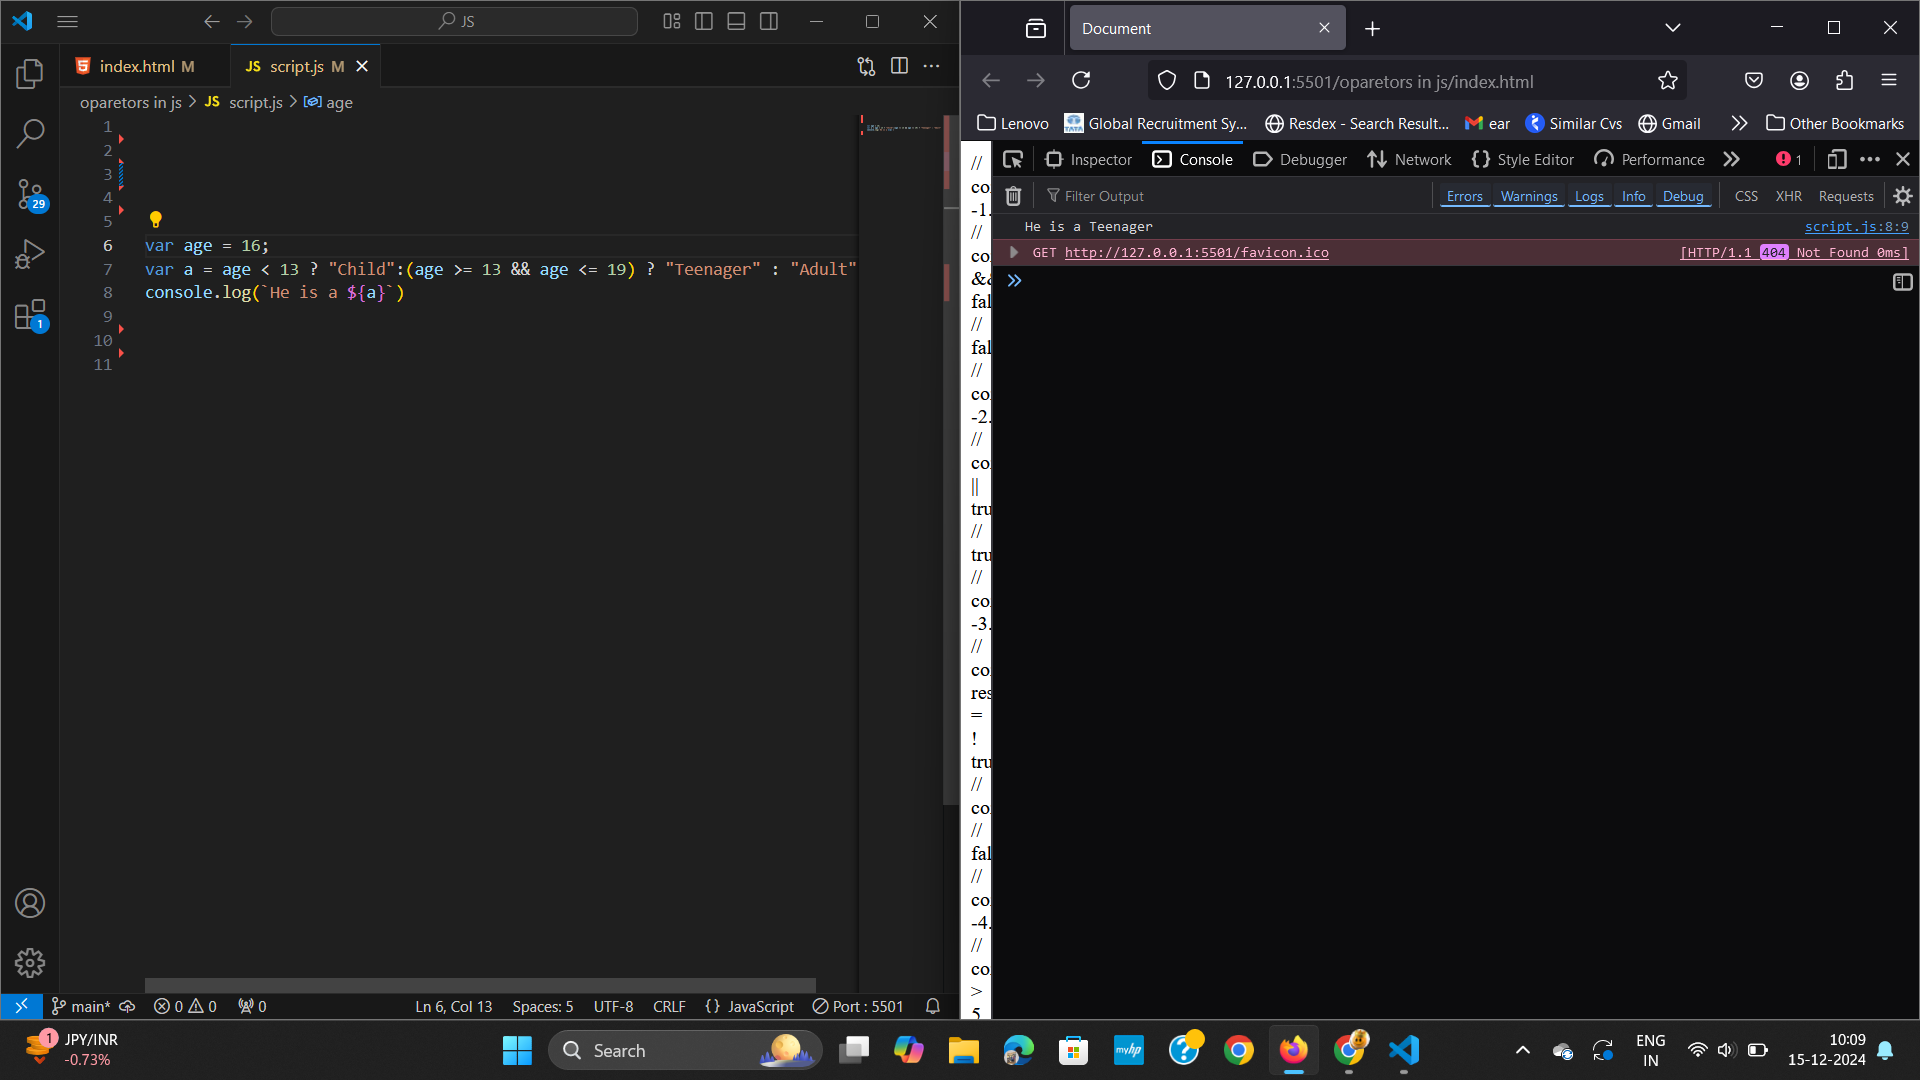 JS
index.html M
JS script.js M
oparetors in js > JS script.js > age
1
2
3
4
5
6 var age = 16;
7 var a = age < 13 ? "Child":(age >= 13 && age <= 19) ? "Teenager" : "Adult"
8 console.log(`He is a ${a}`)
9
10
11
29
1
main* 0 0 0 Ln 6, Col 13 Spaces: 5 UTF-8 CRLF {} JavaScript Port : 5501
Document
127.0.0.1:5501/oparetors in js/index.html
Lenovo TATA Global Recruitment Sy... Resdex - Search Result... ear Similar Cvs Gmail Other Bookmarks
Inspector Console Debugger Network Style Editor Performance 1
Filter Output Errors Warnings Logs Info Debug CSS XHR Requests
He is a Teenager script.js:8:9
GET http://127.0.0.1:5501/favicon.ico [HTTP/1.1 404 Not Found 0ms]
//
co
-1.
//
co
&&
fal
//
fal
//
co
-2.
//
co
||
tru
//
tru
//
co
-3.
//
co
res
=
!
tru
//
co
//
fal
//
co
-4.
//
co
>
5
1
JPY/INR
-0.73%
Search
myhp
ENG
IN
10:09
15-12-2024